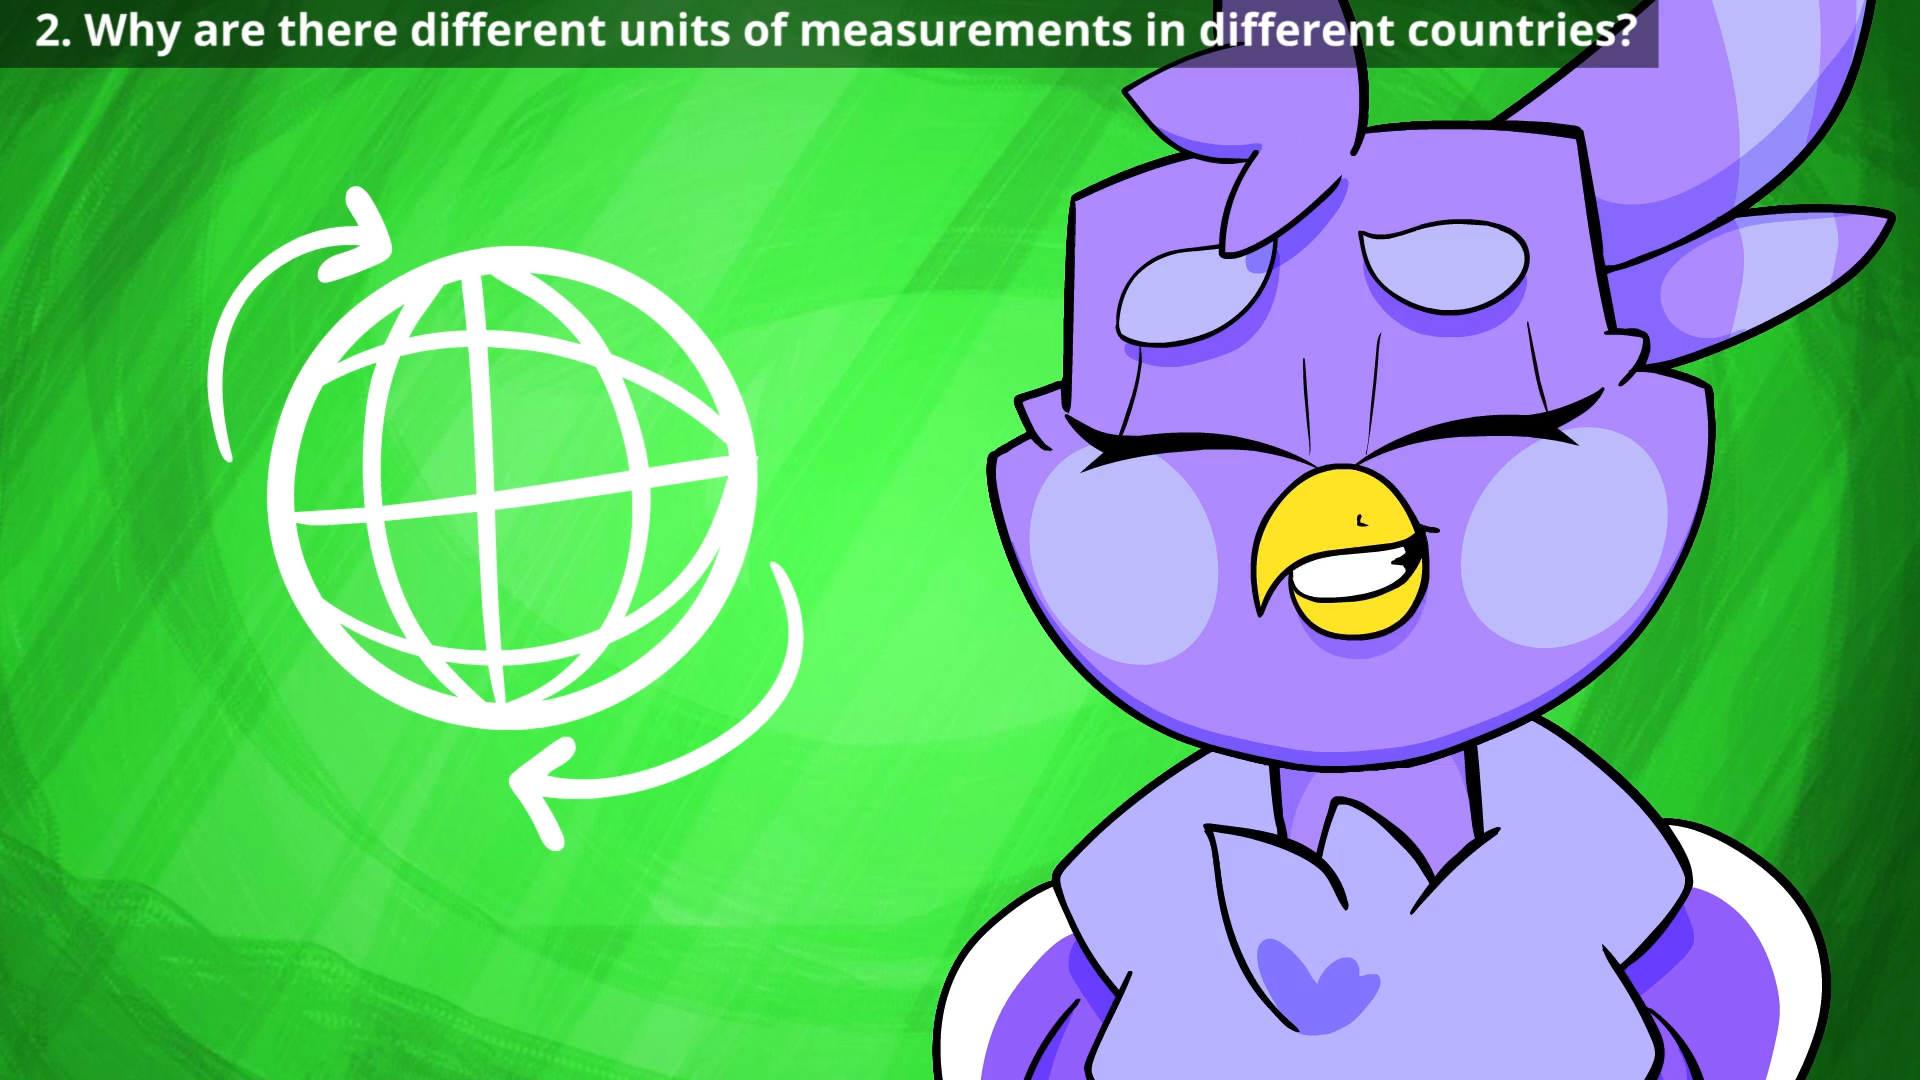 2. Why are there different units of measurements in different countries?